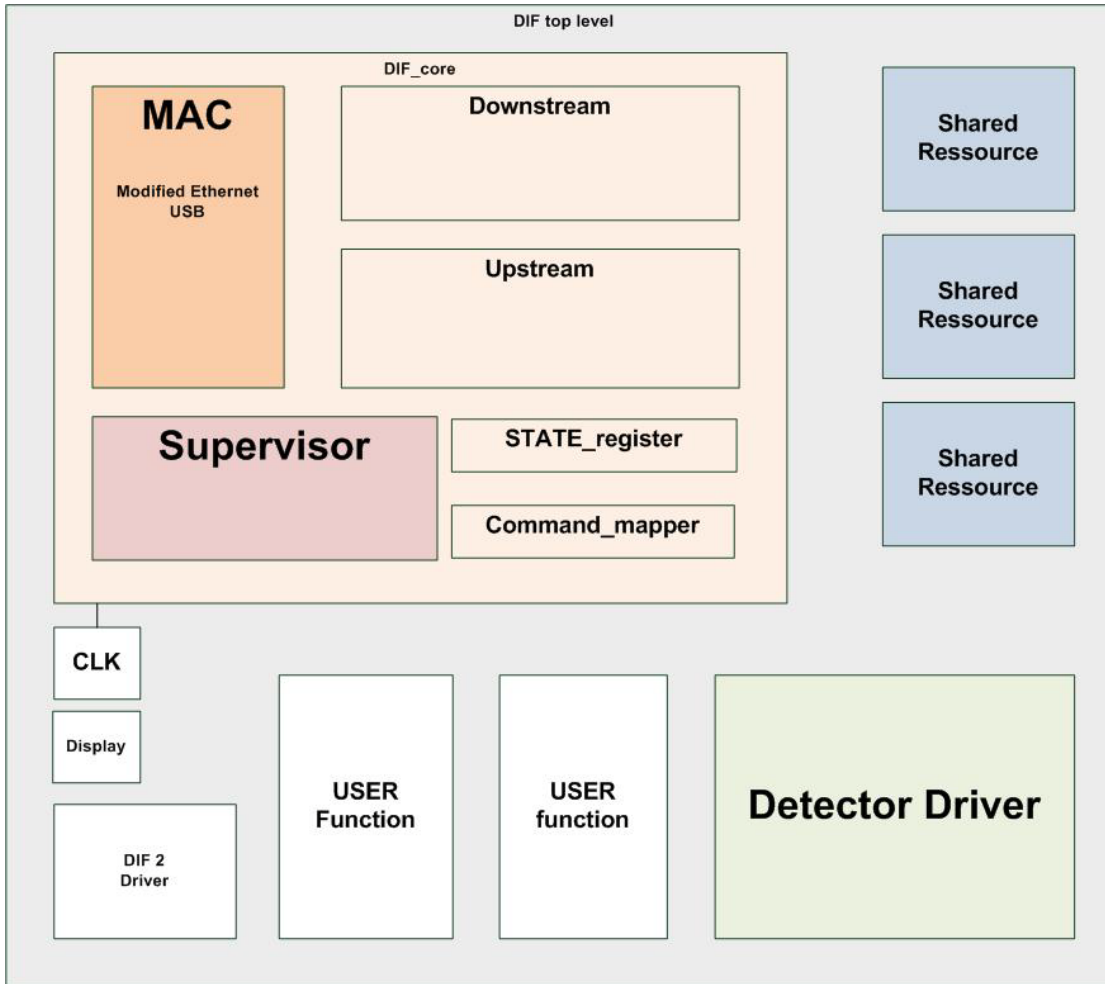 DIF top level
DIF_core
MAC
Modified Ethernet
USB
Downstream
Upstream
Supervisor
STATE_register
Command_mapper
Shared
Ressource
Shared
Ressource
Shared
Ressource
CLK
Display
DIF 2
Driver
USER
Function
USER
function
Detector Driver